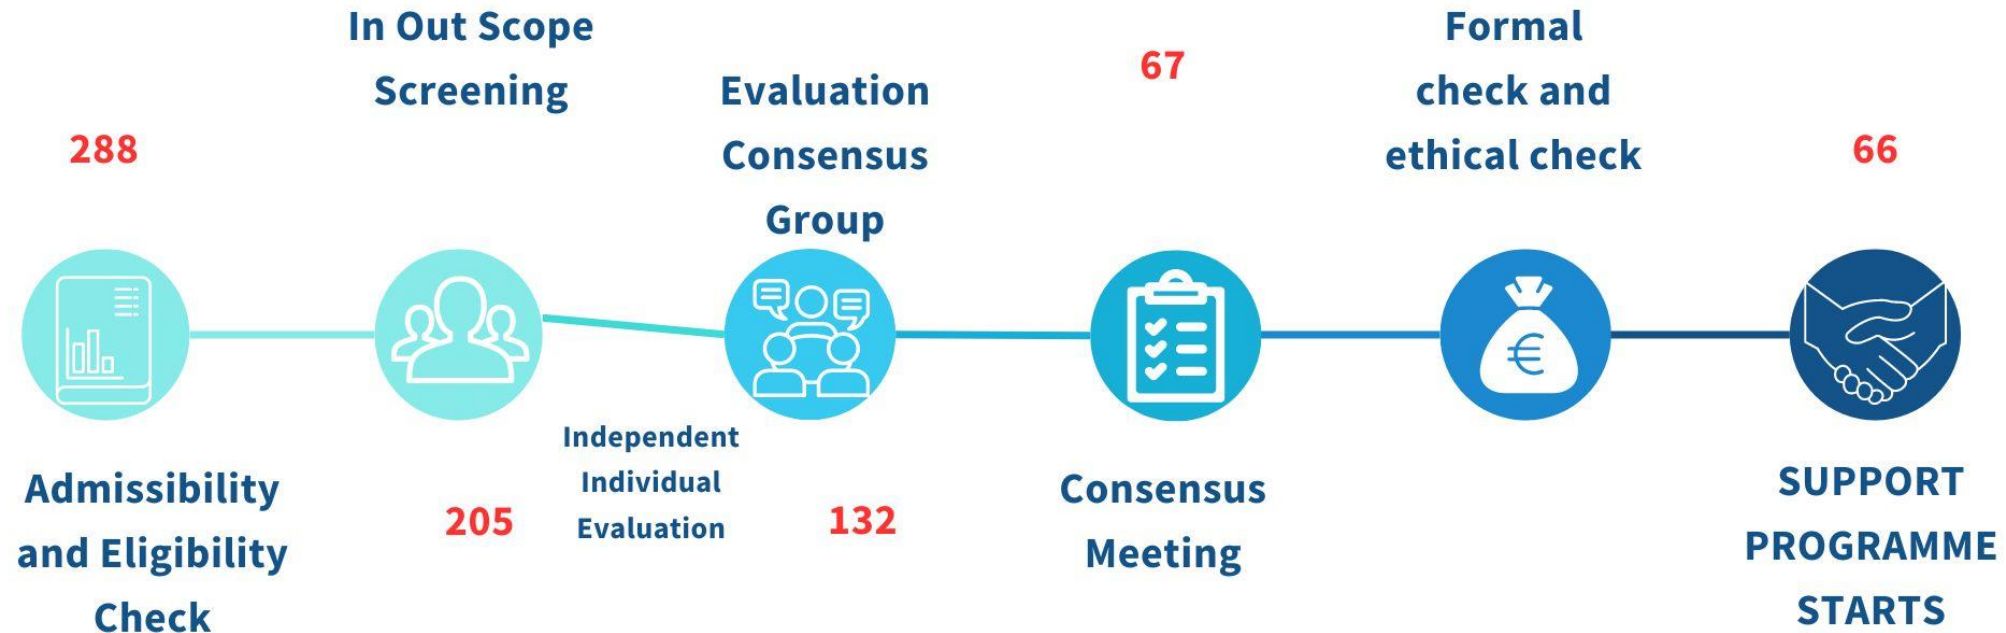 288
Admissibility
and Eligibility
Check
In Out Scope
Screening
205
Independent
Individual
Evaluation
Evaluation
Consensus
Group
132
67
Consensus
Meeting
Formal
check and
ethical check
€
66
SUPPORT
PROGRAMME
STARTS